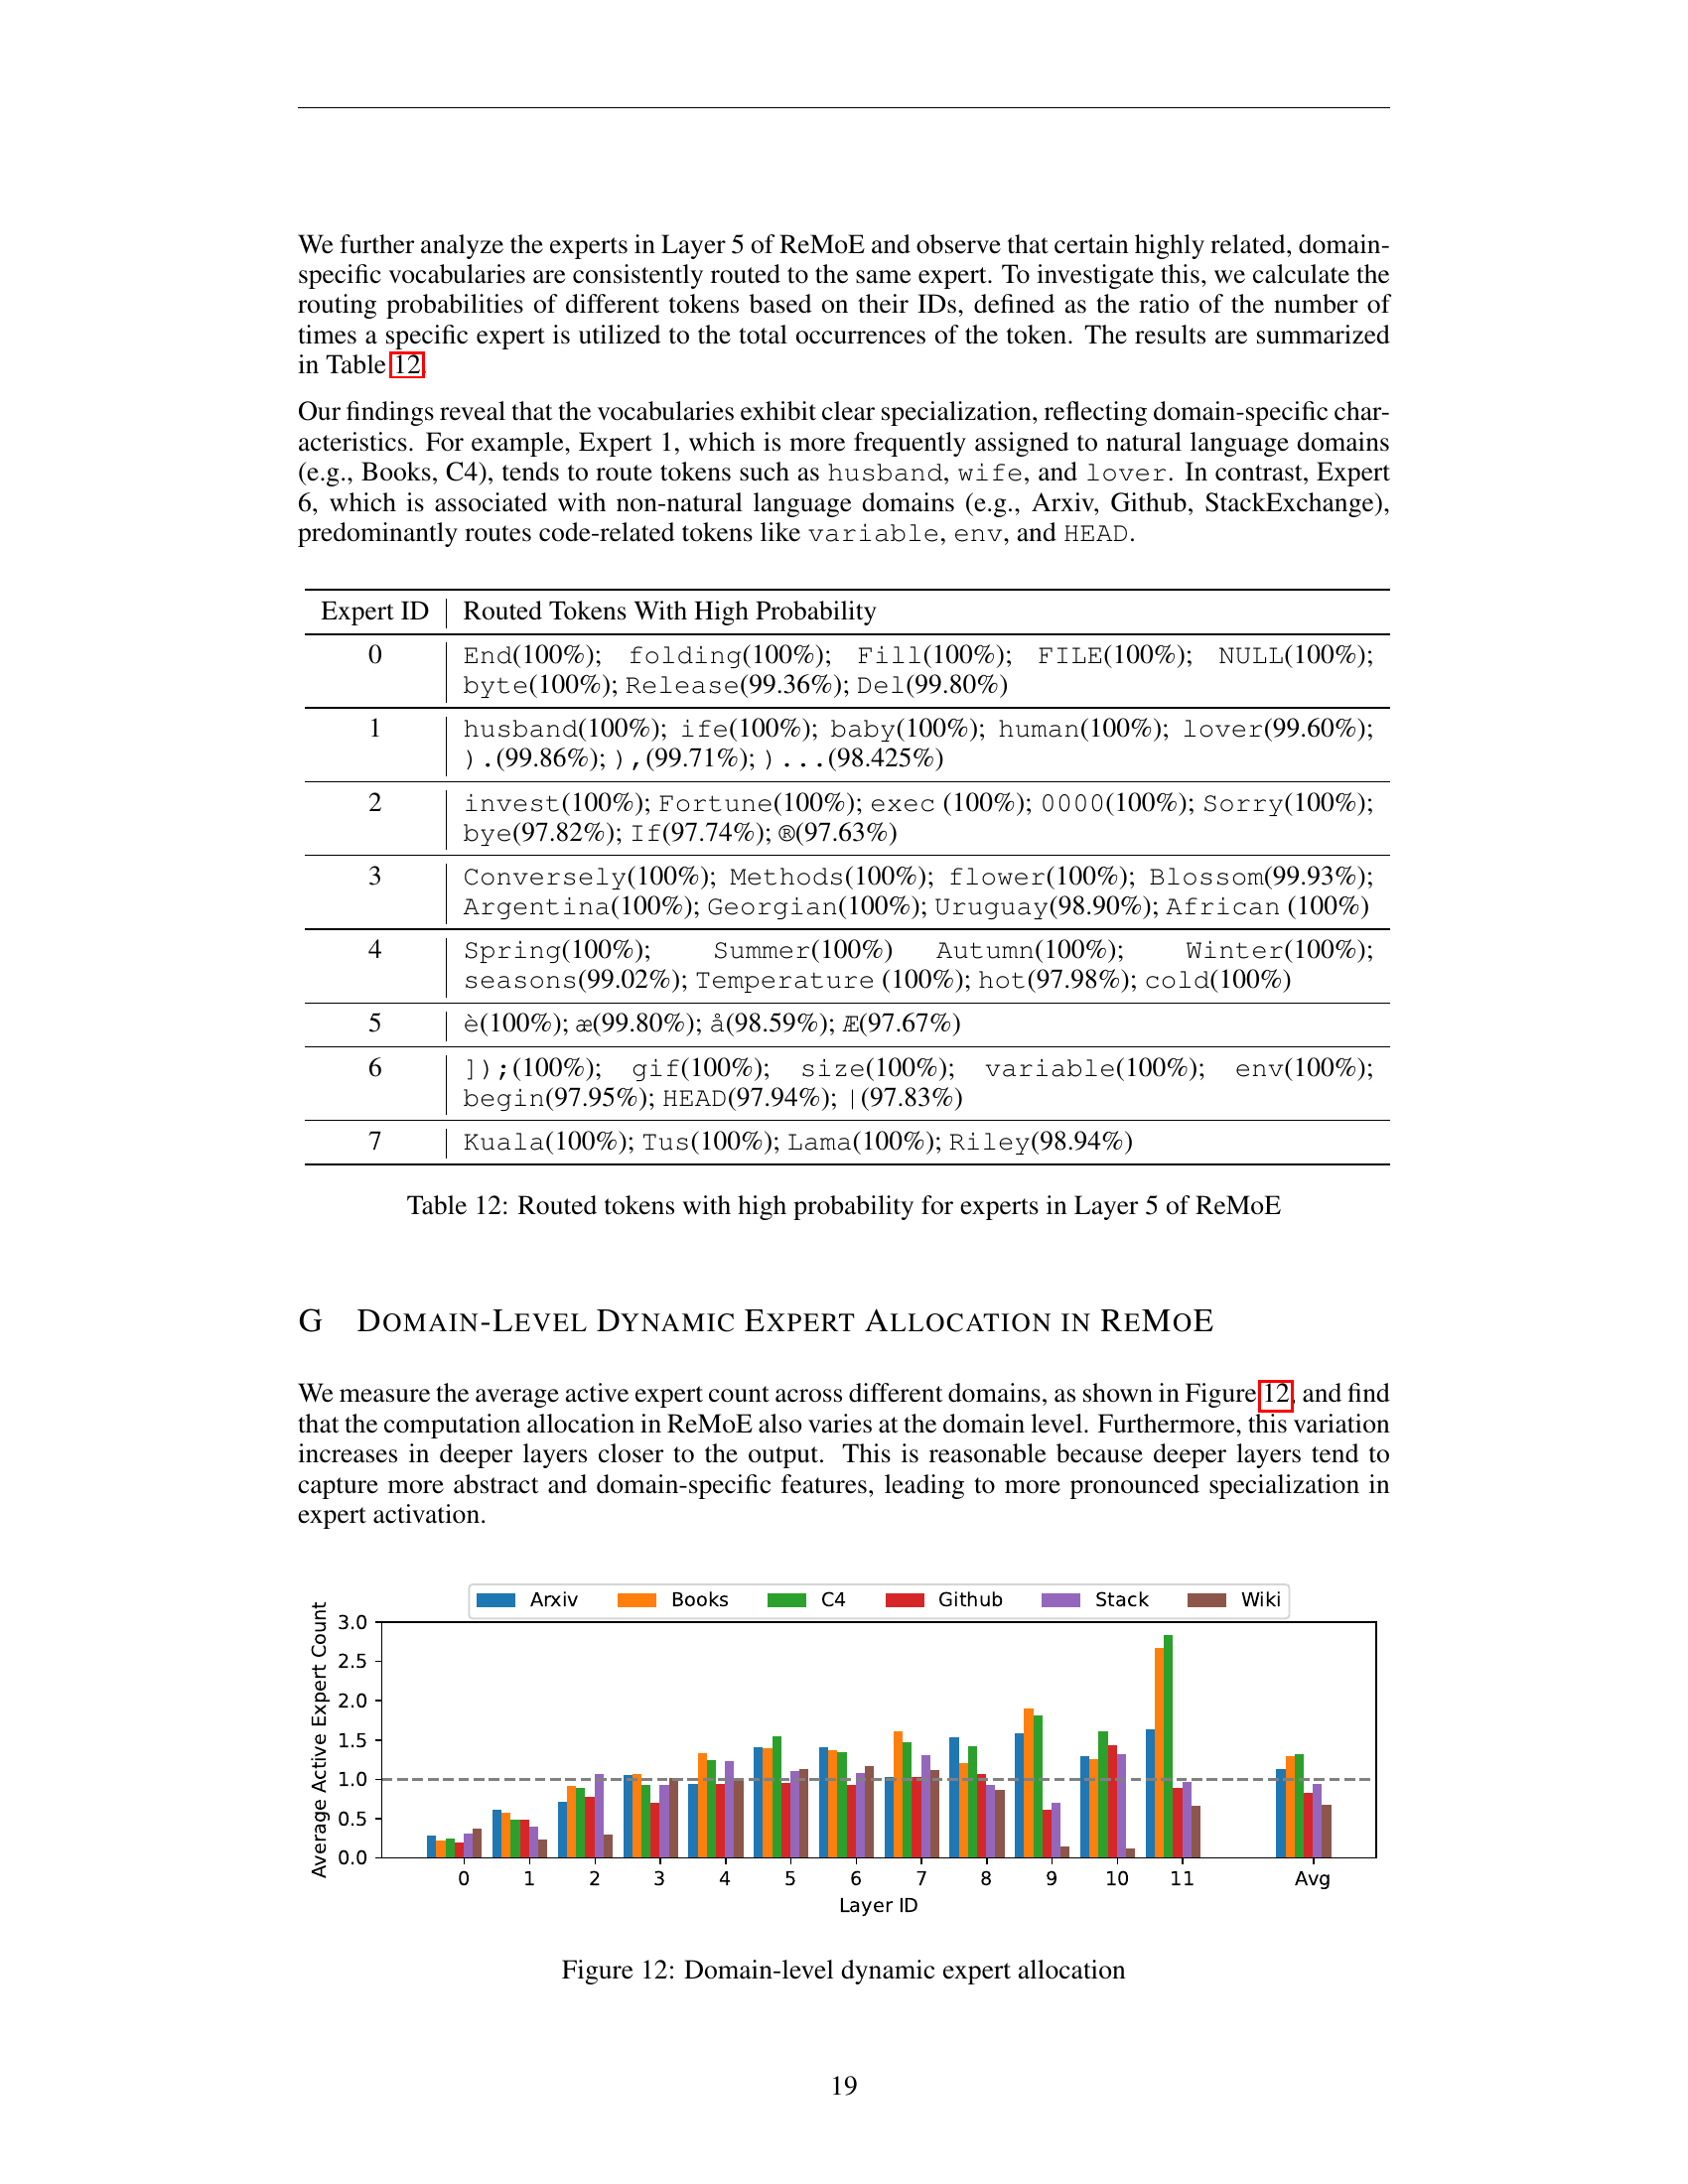 We further analyze the experts in Layer 5 of ReMoE and observe that certain highly related, domain-
specific vocabularies are consistently routed to the same expert. To investigate this, we calculate the
routing probabilities of different tokens based on their IDs, defined as the ratio of the number of
times a specific expert is utilized to the total occurrences of the token. The results are summarized
in Table 12.
Our findings reveal that the vocabularies exhibit clear specialization, reflecting domain-specific char-
acteristics. For example, Expert 1, which is more frequently assigned to natural language domains
(e.g., Books, C4), tends to route tokens such as husband, wife, and lover. In contrast, Expert
6, which is associated with non-natural language domains (e.g., Arxiv, Github, StackExchange),
predominantly routes code-related tokens like variable, env, and HEAD.
Expert ID | Routed Tokens With High Probability
0 | End(100%); folding(100%); Fill(100%); FILE(100%); NULL(100%);
byte(100%); Release(99.36%); Del(99.80%)
1 | husband(100%); ife(100%); baby(100%); human(100%); lover(99.60%);
).(99.86%); ),(99.71%); )...(98.425%)
2 | invest(100%); Fortune(100%); exec (100%); 0000(100%); Sorry(100%);
bye(97.82%); If(97.74%); ®(97.63%)
3 | Conversely(100%); Methods(100%); flower(100%); Blossom(99.93%);
Argentina(100%); Georgian(100%); Uruguay(98.90%); African (100%)
4 | Spring(100%); Summer(100%) Autumn(100%); Winter(100%);
seasons(99.02%); Temperature (100%); hot(97.98%); cold(100%)
5 | è(100%); æ(99.80%); å(98.59%); Æ(97.67%)
6 | ]);(100%); gif(100%); size(100%); variable(100%); env(100%);
begin(97.95%); HEAD(97.94%); |(97.83%)
7 | Kuala(100%); Tus(100%); Lama(100%); Riley(98.94%)
Table 12: Routed tokens with high probability for experts in Layer 5 of ReMoE
G DOMAIN-LEVEL DYNAMIC EXPERT ALLOCATION IN REMOE
We measure the average active expert count across different domains, as shown in Figure 12, and find
that the computation allocation in ReMoE also varies at the domain level. Furthermore, this variation
increases in deeper layers closer to the output. This is reasonable because deeper layers tend to
capture more abstract and domain-specific features, leading to more pronounced specialization in
expert activation.
Arxiv Books C4 Github Stack Wiki
Average Active Expert Count
3.0
2.5
2.0
1.5
1.0
0.5
0.0
0 1 2 3 4 5 6 7 8 9 10 11 Avg
Layer ID
Figure 12: Domain-level dynamic expert allocation
19